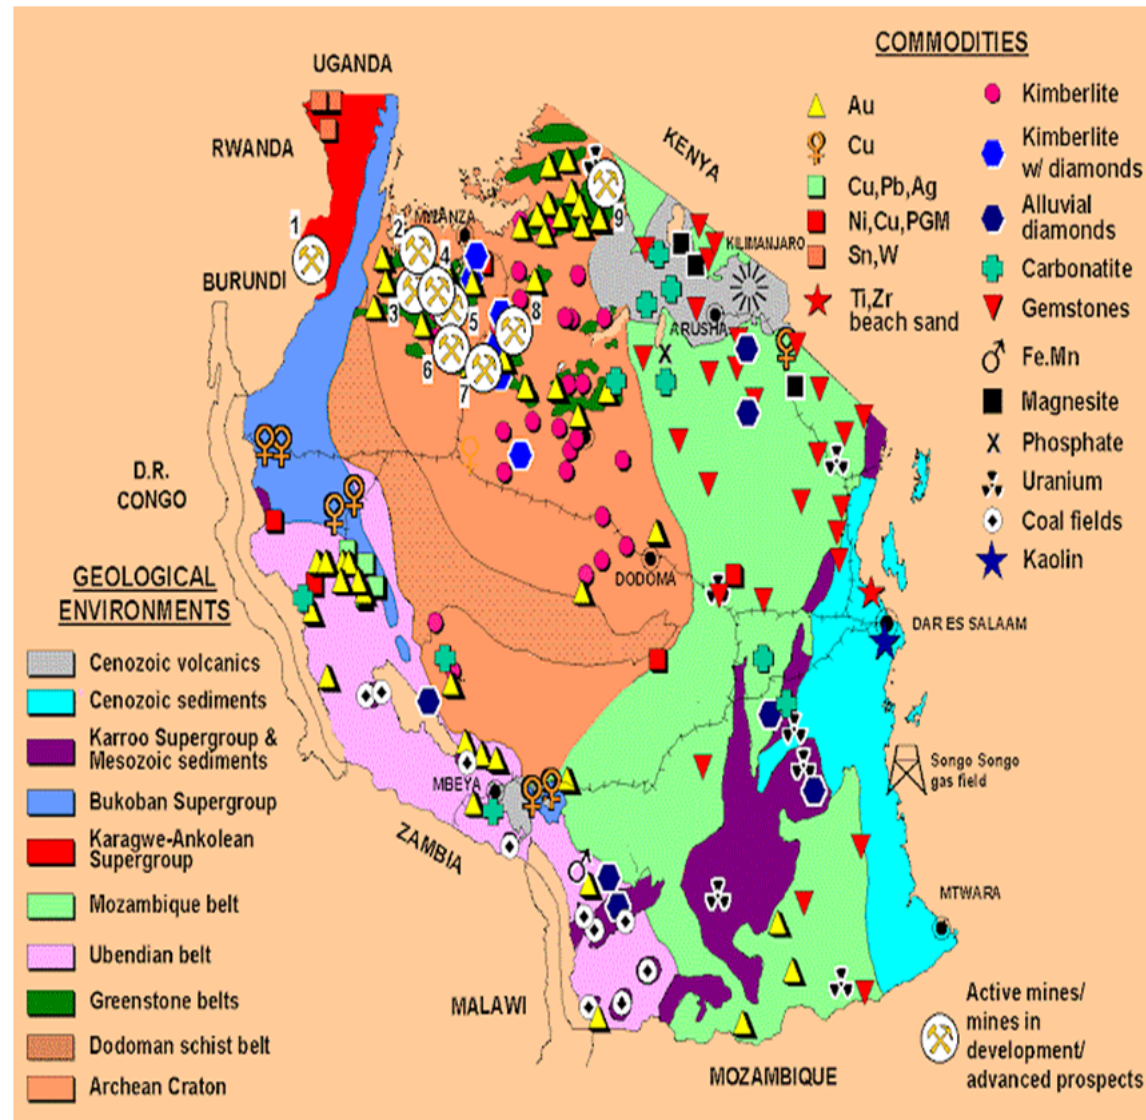 COMMODITIES
Au
Cu
Cu,Pb,Ag
Ni,Cu,PGM
Sn,W
Ti,Zr
beach sand
Kimberlite
Kimberlite
w/ diamonds
Alluvial
diamonds
Carbonatite
Gemstones
Fe.Mn
Magnesite
Phosphate
Uranium
Coal fields
Kaolin
UGANDA
RWANDA
BURUNDI
KENYA
D.R.
CONGO
ZAMBIA
MALAWI
MOZAMBIQUE
MWANZA
KILIMANJARO
ARUSHA
DODOMA
DAR ES SALAAM
MBEYA
MTWARA
Songo Songo
gas field
1
2
3
4
5
6
7
8
9
GEOLOGICAL
ENVIRONMENTS
Cenozoic volcanics
Cenozoic sediments
Karroo Supergroup &
Mesozoic sediments
Bukoban Supergroup
Karagwe-Ankolean
Supergroup
Mozambique belt
Ubendian belt
Greenstone belts
Dodoman schist belt
Archean Craton
Active mines/
mines in
development/
advanced prospects